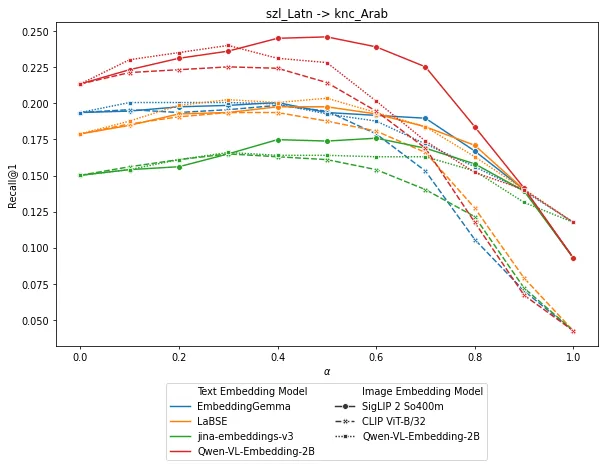 szl_Latn -> knc_Arab
Recall@1
0.250
0.225
0.200
0.175
0.150
0.125
0.100
0.075
0.050
0.0
0.2
0.4
0.6
0.8
1.0
α
Text Embedding Model
EmbeddingGemma
LaBSE
jina-embeddings-v3
Qwen-VL-Embedding-2B
Image Embedding Model
SigLIP 2 So400m
CLIP ViT-B/32
Qwen-VL-Embedding-2B